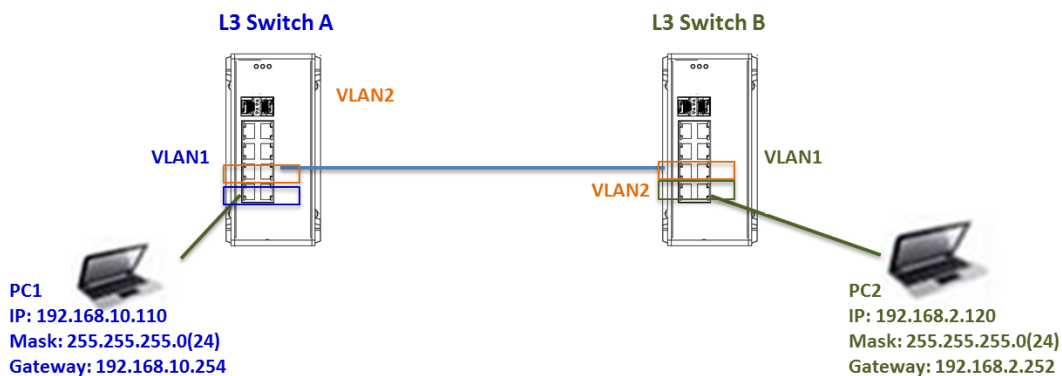 L3 Switch A
L3 Switch B
VLAN2
VLAN1
VLAN1
VLAN2
PC1
IP: 192.168.10.110
Mask: 255.255.255.0(24)
Gateway: 192.168.10.254
PC2
IP: 192.168.2.120
Mask: 255.255.255.0(24)
Gateway: 192.168.2.252